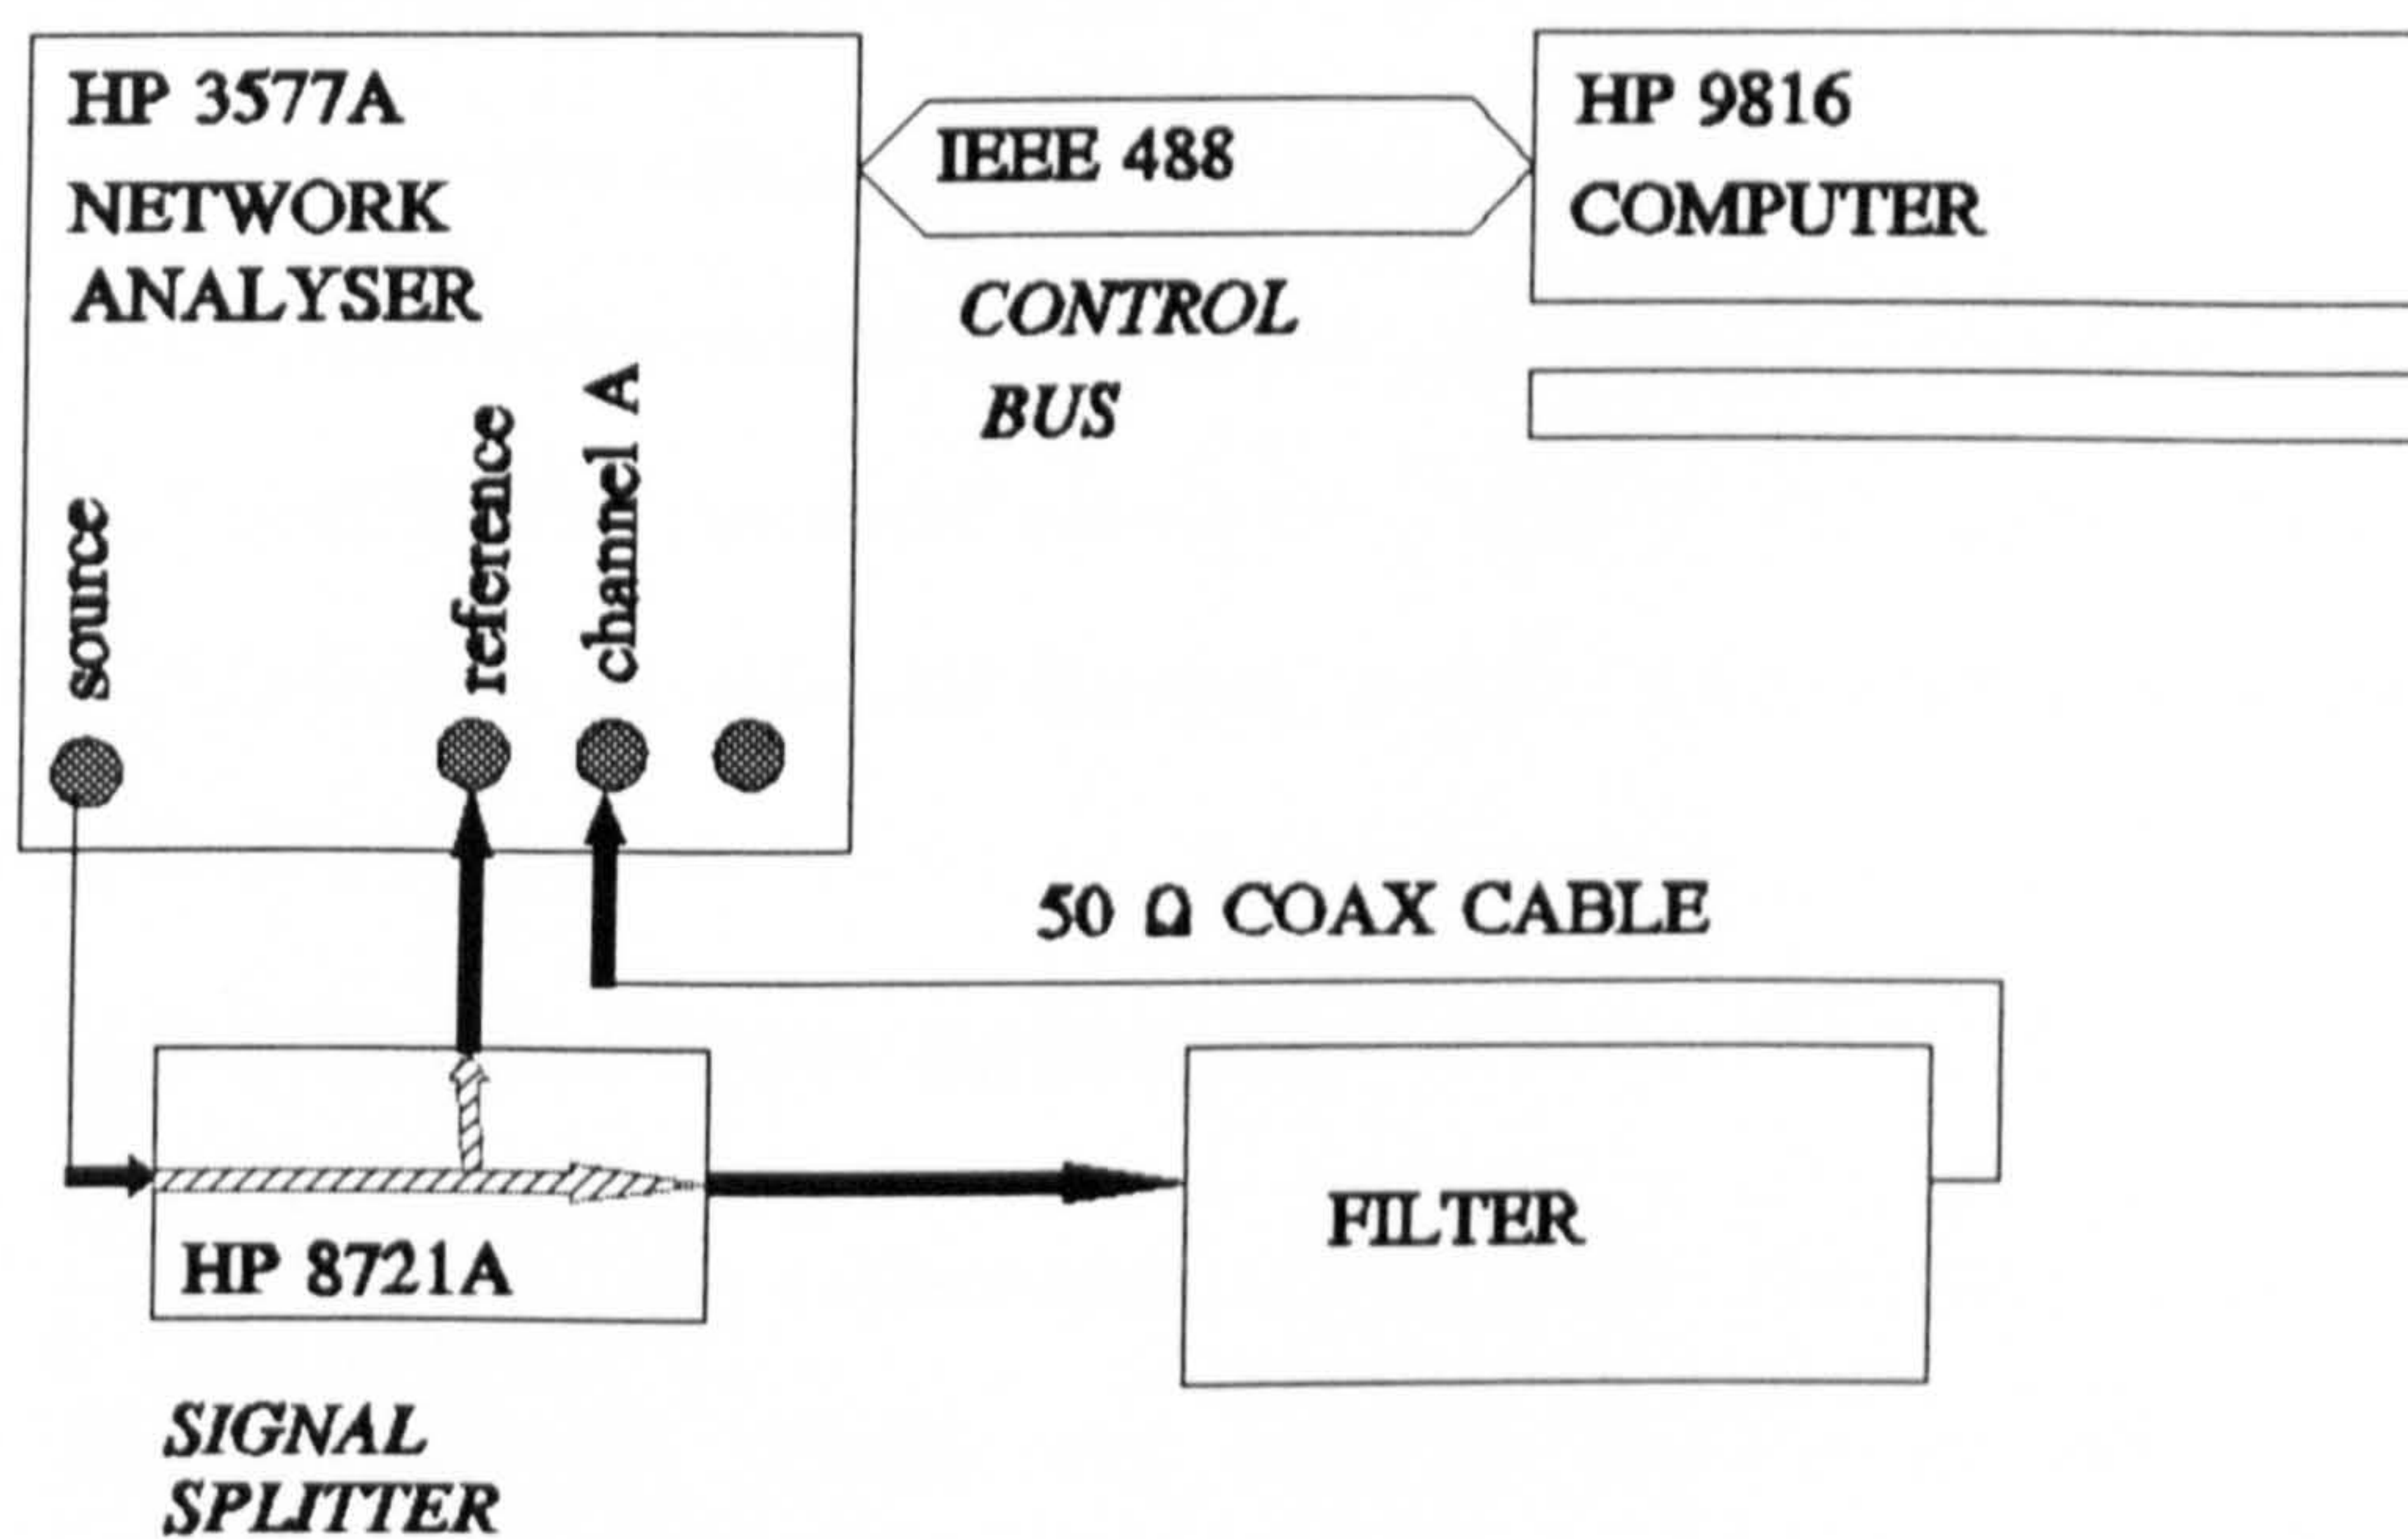 HP 3577A
NETWORK
ANALYSER
IEEE 488
CONTROL
BUS
HP 9816
COMPUTER
source
reference
channel A
50 Ω COAX CABLE
HP 8721A
FILTER
SIGNAL
SPLITTER